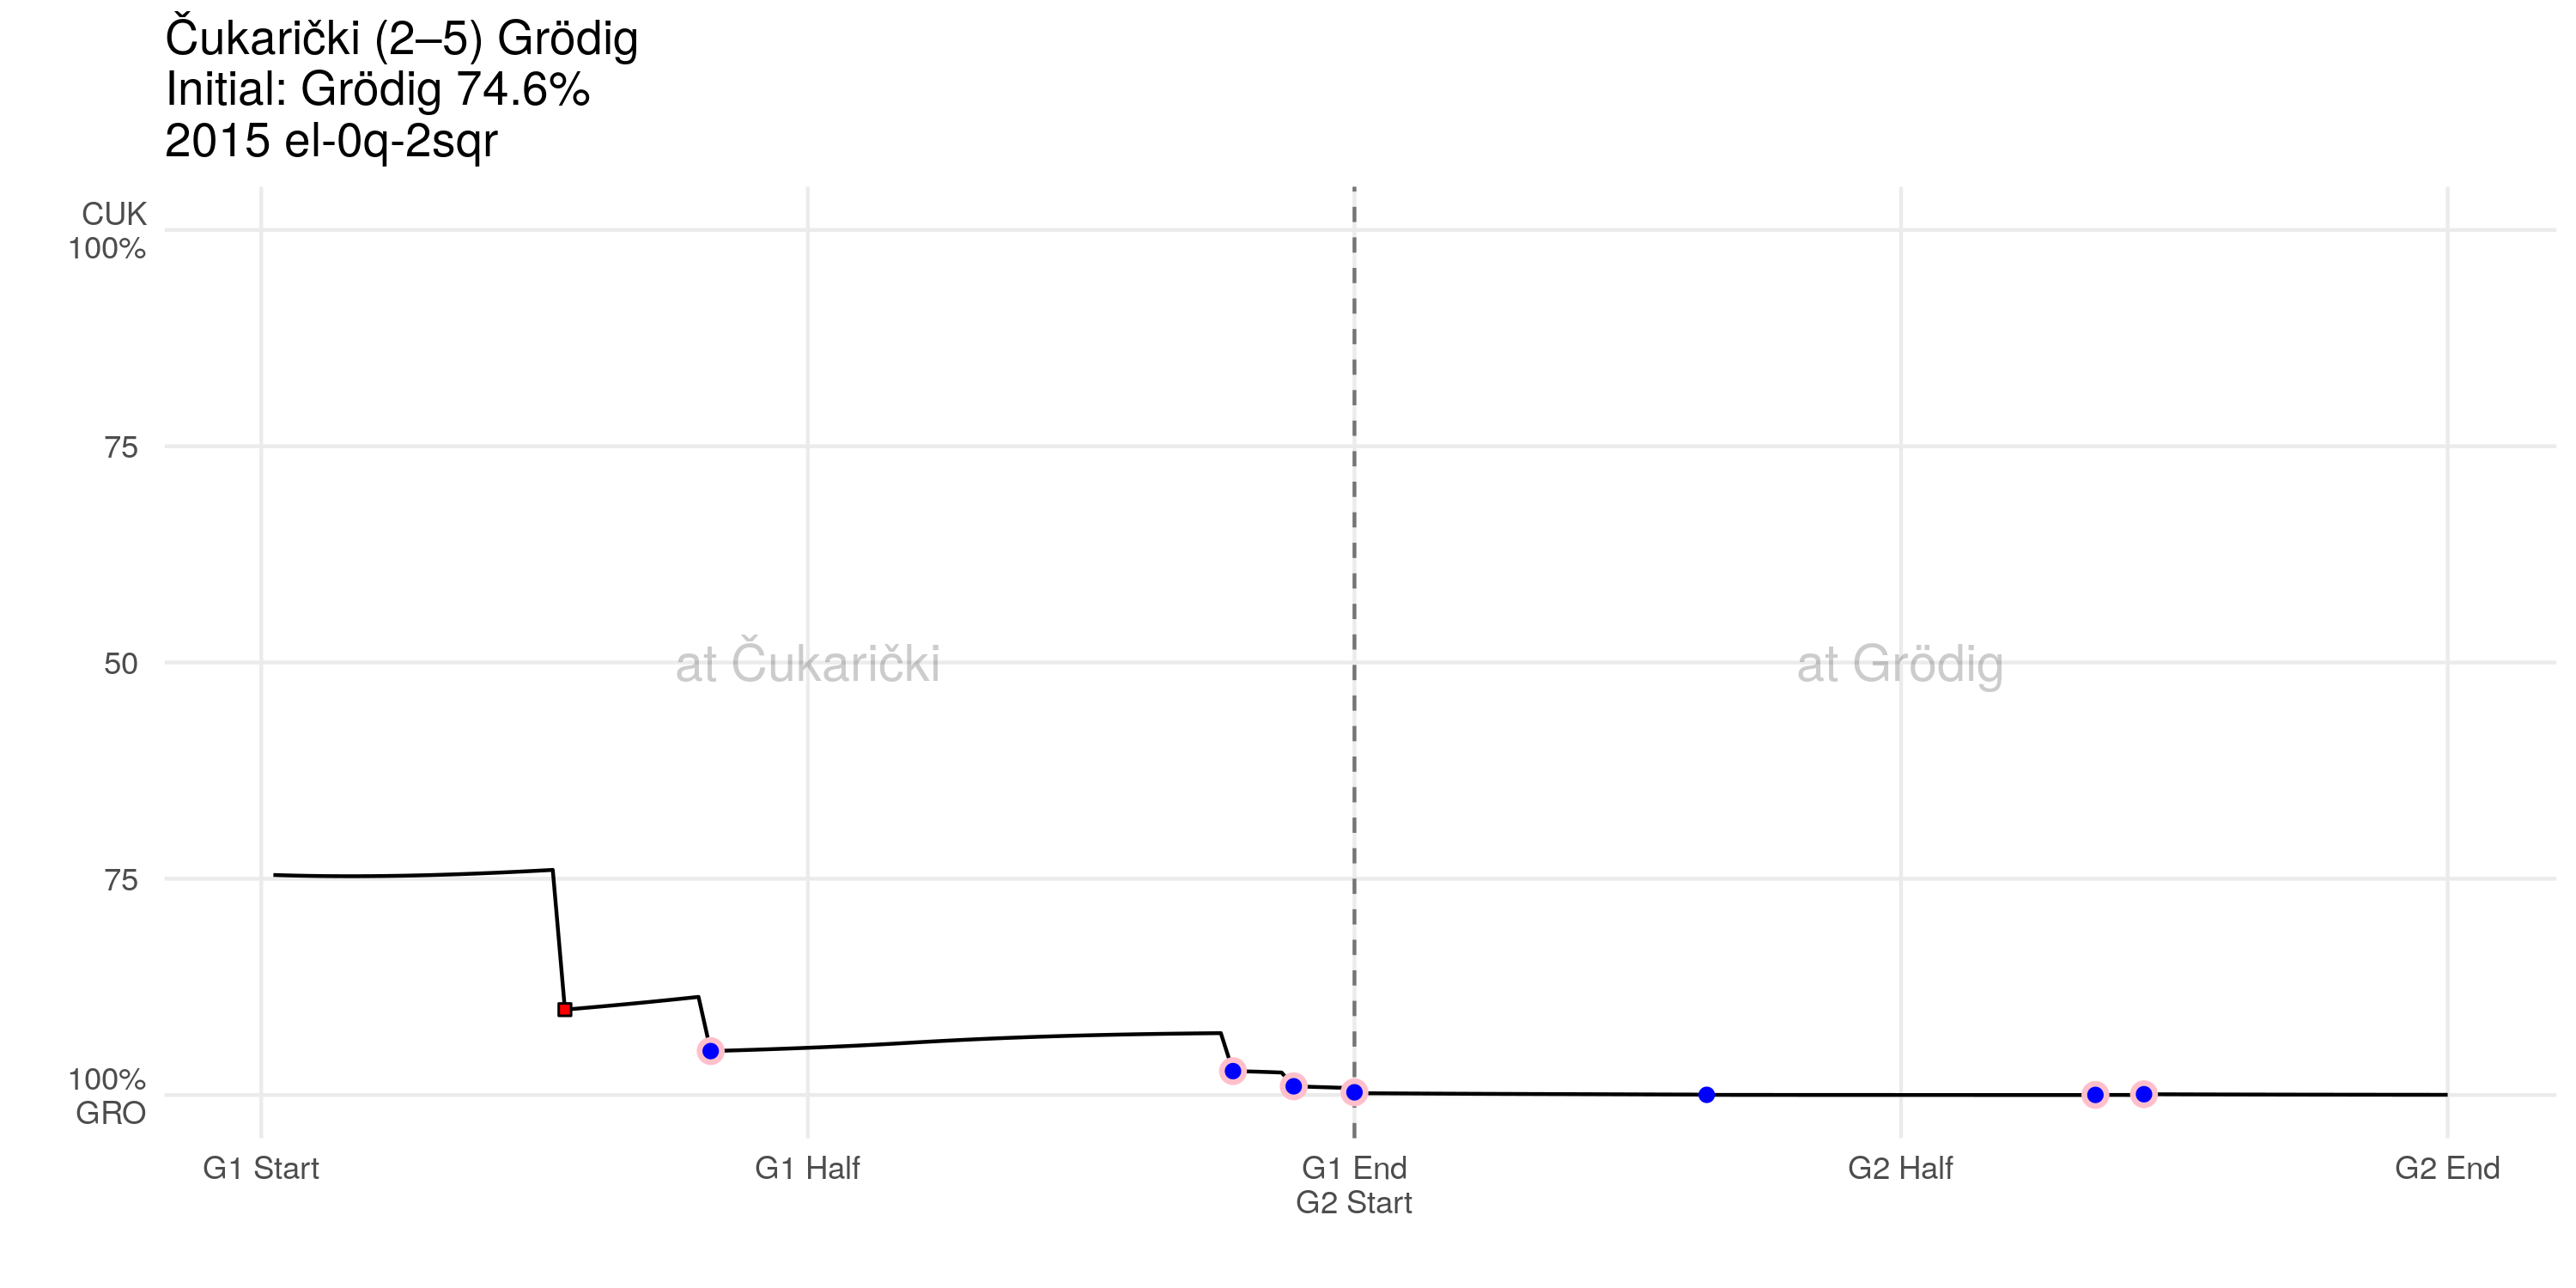 Čukarički (2–5) Grödig
Initial: Grödig 74.6%
2015 el-0q-2sqr
CUK
100%
75
50
75
100%
GRO
at Čukarički
at Grödig
G1 Start
G1 Half
G1 End
G2 Start
G2 Half
G2 End